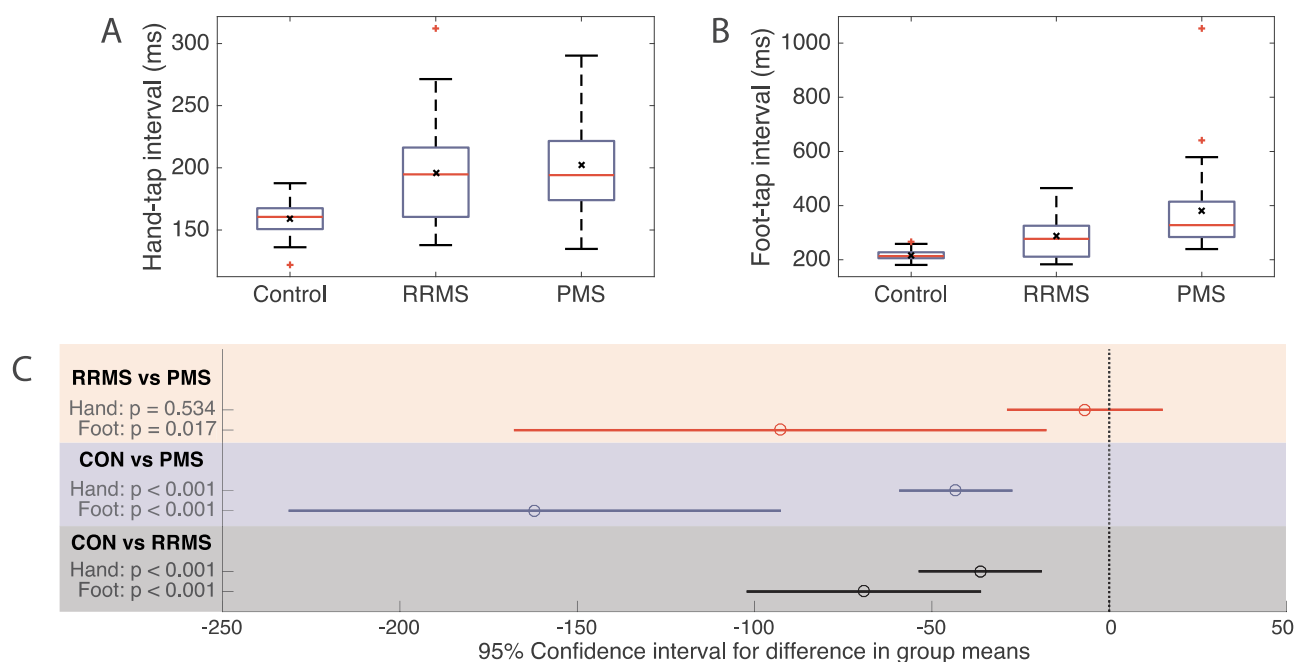 A
Hand-tap interval (ms)
300
250
200
150
Control
RRMS
PMS
B
Foot-tap interval (ms)
1000
800
600
400
200
Control
RRMS
PMS
C
RRMS vs PMS
Hand: p = 0.534
Foot: p = 0.017
CON vs PMS
Hand: p < 0.001
Foot: p < 0.001
CON vs RRMS
Hand: p < 0.001
Foot: p < 0.001
-250 -200 -150 -100 -50 0 50
95% Confidence interval for difference in group means